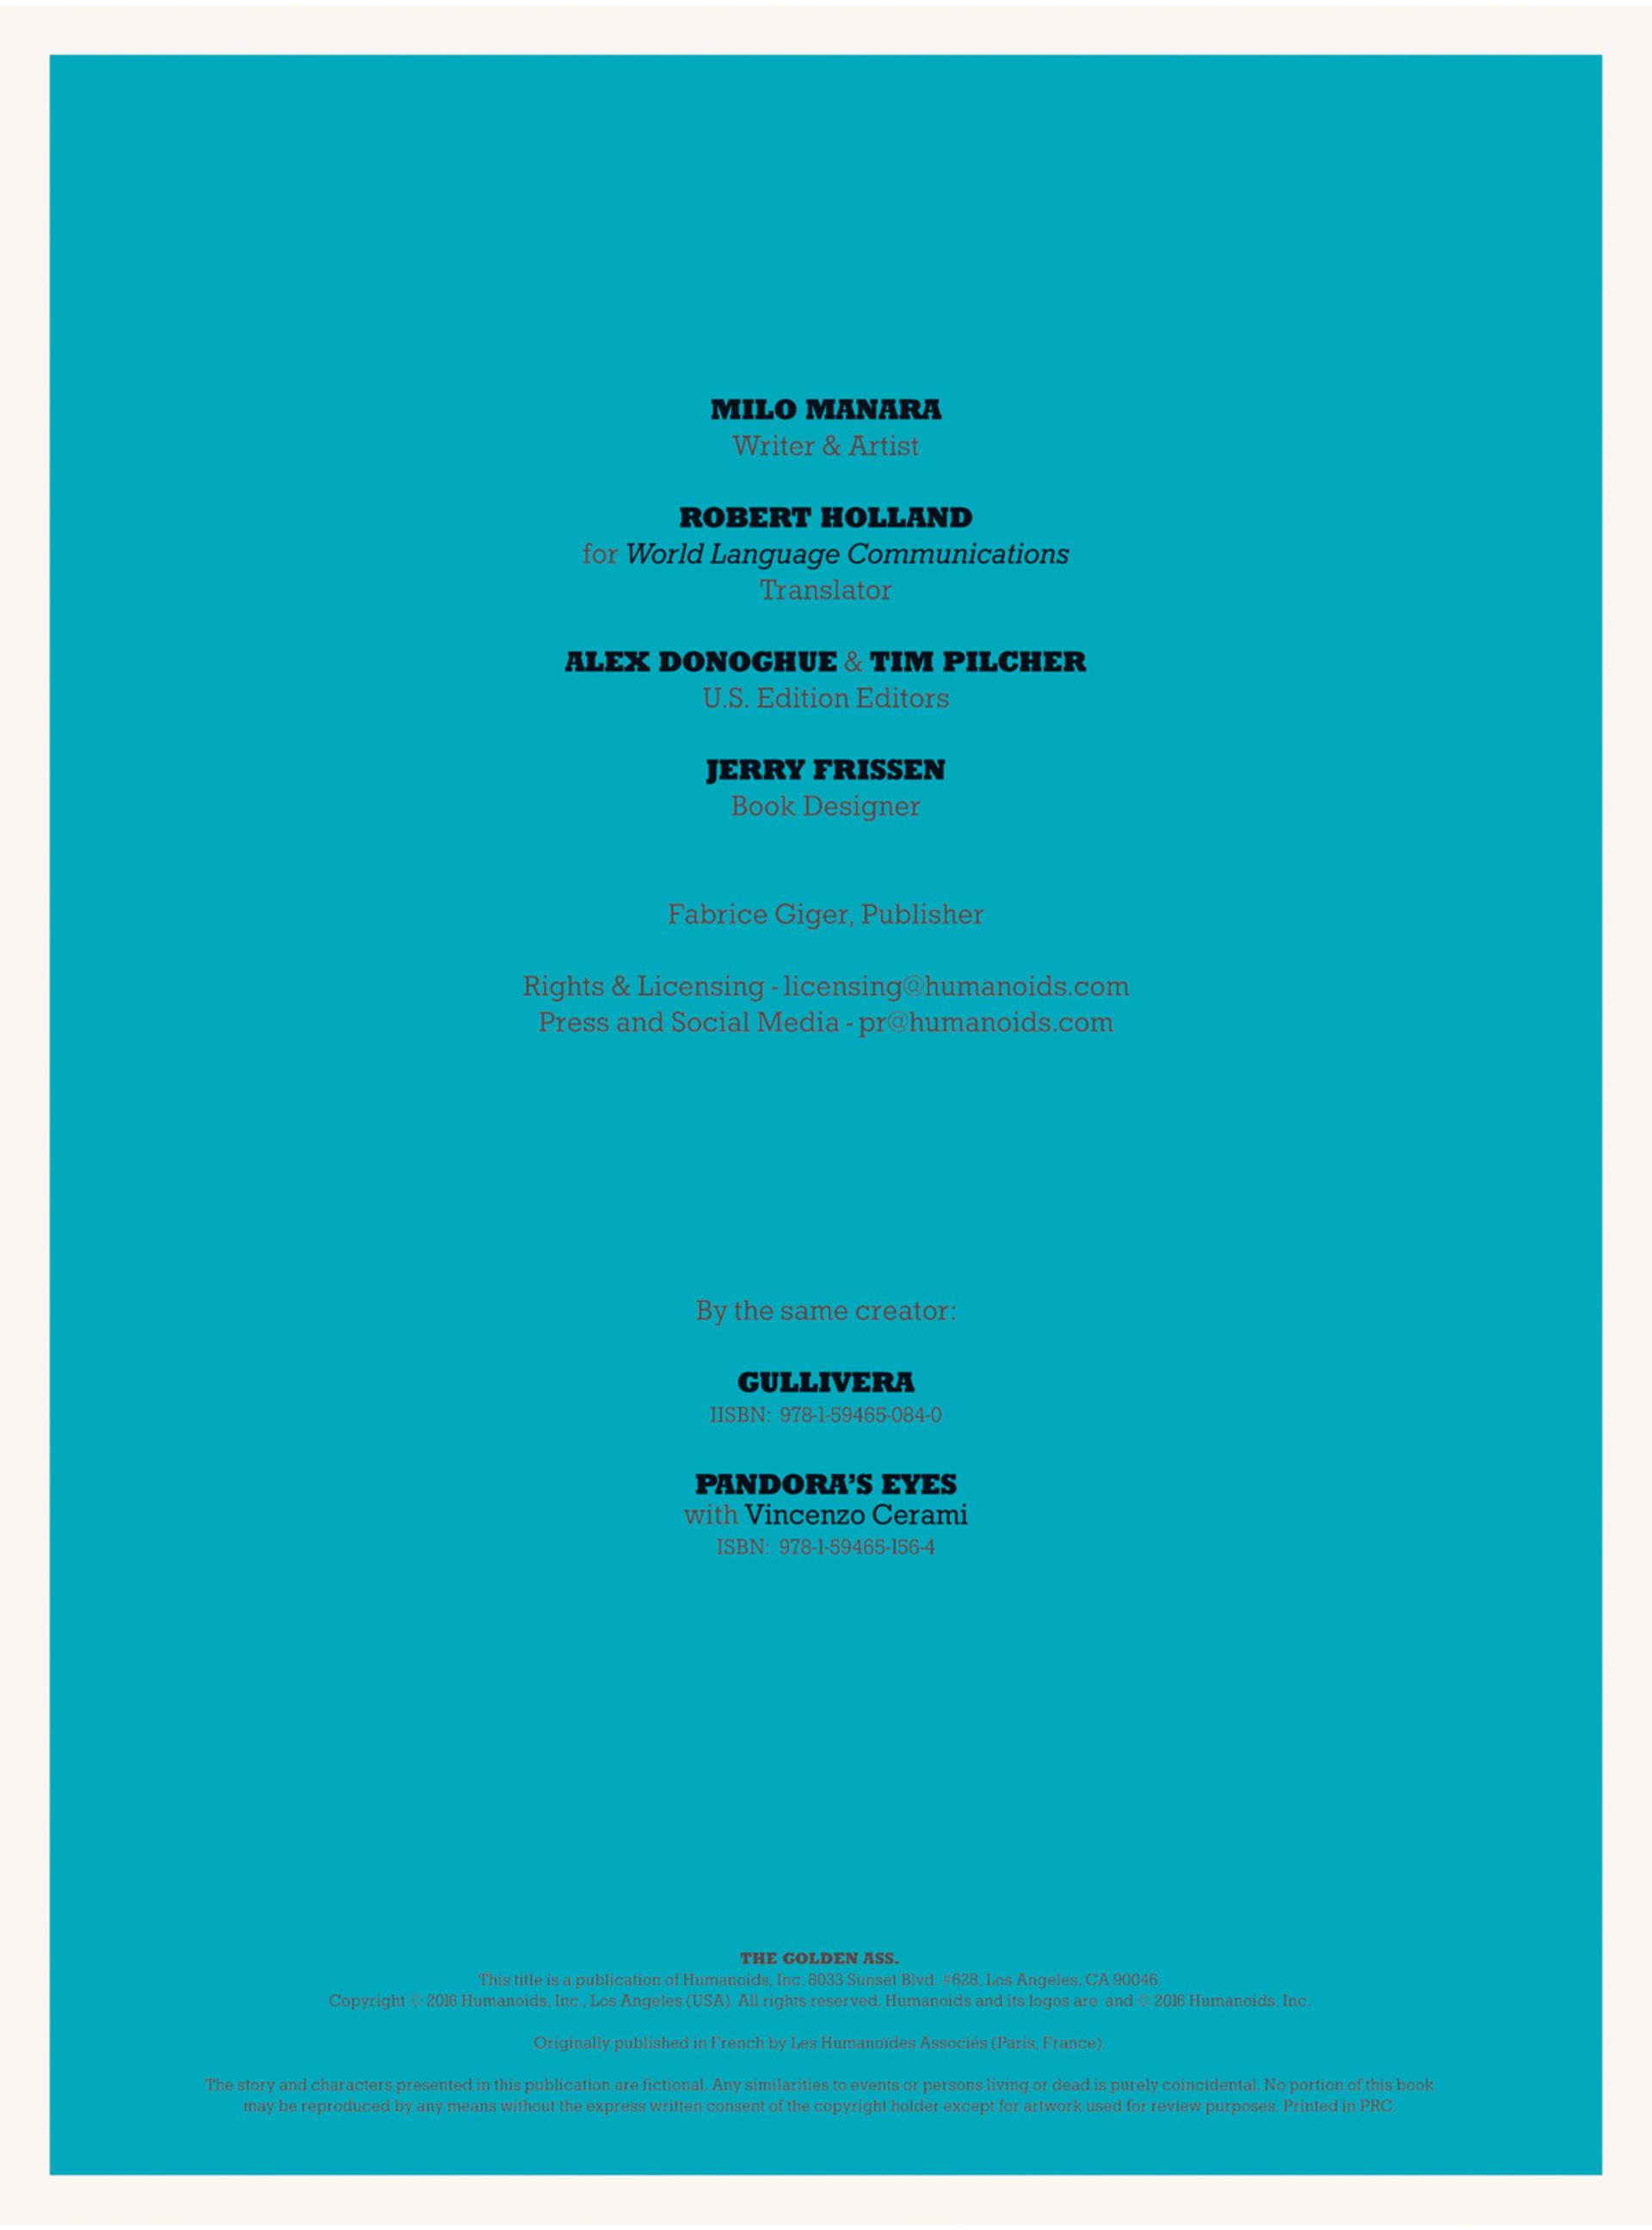 MILO MANARA
Writer & Artist
ROBERT HOLLAND
for World Language Communications
Translator
ALEX DONOGHUE & TIM PILCHER
U.S. Edition Editors
JERRY FRISSEN
Book Designer
Fabrice Giger, Publisher
Rights & Licensing - licensing@humanoids.com
Press and Social Media - pr@humanoids.com
By the same creator:
GULLIVERA
IISBN: 978-1-59465-084-0
PANDORA'S EYES
with Vincenzo Cerami
ISBN: 978-1-59465-156-4
THE GOLDEN ASS.
This title is a publication of Humanoids, Inc. 8033 Sunset Blvd. #628, Los Angeles, CA 90046.
Copyright © 2016 Humanoids, Inc., Los Angeles (USA). All rights reserved. Humanoids and its logos are and © 2016 Humanoids, Inc.
Originally published in French by Les Humanoïdes Associés (Paris, France).
The story and characters presented in this publication are fictional. Any similarities to events or persons living or dead is purely coincidental. No portion of this book
may be reproduced by any means without the express written consent of the copyright holder except for artwork used for review purposes. Printed in PRC.